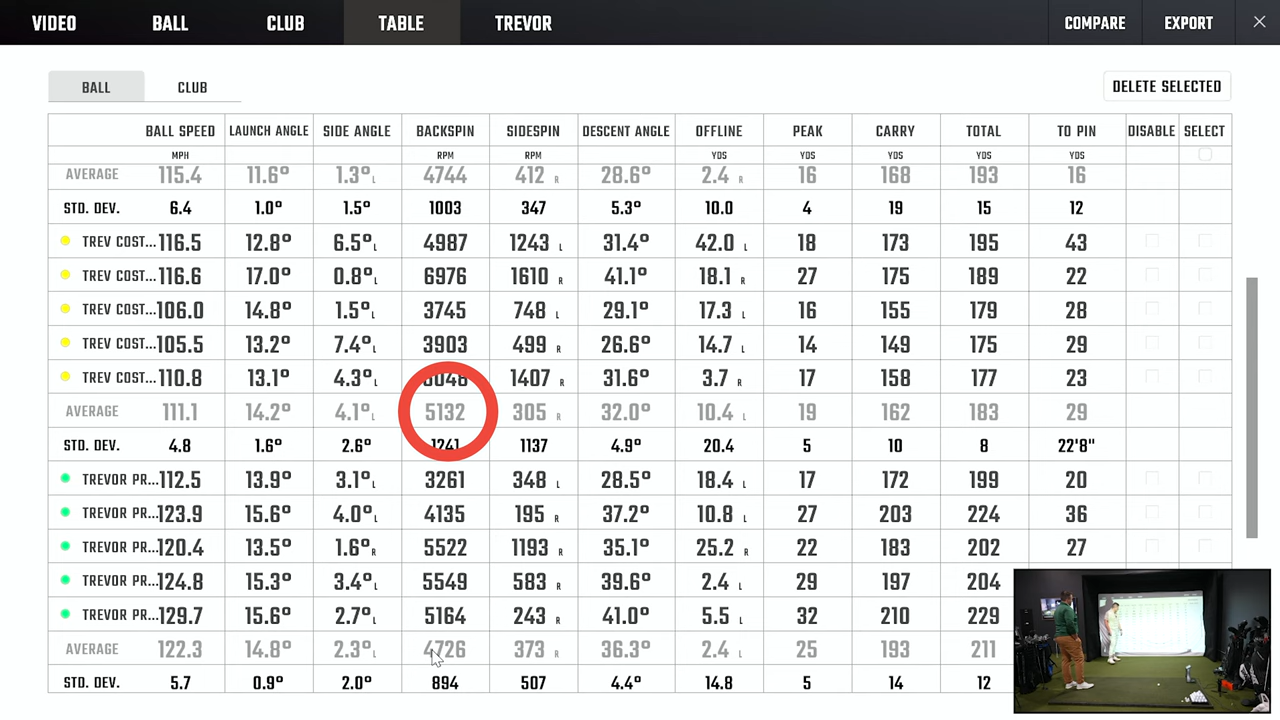 VIDEO BALL CLUB TABLE TREVOR COMPARE EXPORT
BALL CLUB DELETE SELECTED
BALL SPEED LAUNCH ANGLE SIDE ANGLE BACKSPIN SIDESPIN DESCENT ANGLE OFFLINE PEAK CARRY TOTAL TO PIN DISABLE SELECT
MPH RPM RPM YDS YDS YDS YDS YDS
AVERAGE 115.4 11.6° 1.3° L 4744 412 R 28.6° 2.4 R 16 168 193 16
STD. DEV. 6.4 1.0° 1.5° 1003 347 5.3° 10.0 4 19 15 12
TREV COST... 116.5 12.8° 6.5° L 4987 1243 L 31.4° 42.0 L 18 173 195 43
TREV COST... 116.6 17.0° 0.8° L 6976 1610 R 41.1° 18.1 R 27 175 189 22
TREV COST... 106.0 14.8° 1.5° L 3745 748 L 29.1° 17.3 L 16 155 179 28
TREV COST... 105.5 13.2° 7.4° L 3903 499 R 26.6° 14.7 L 14 149 175 29
TREV COST... 110.8 13.1° 4.3° L 1407 R 31.6° 3.7 R 17 158 177 23
AVERAGE 111.1 14.2° 4.1° L 5132 305 R 32.0° 10.4 L 19 162 183 29
STD. DEV. 4.8 1.6° 2.6° 1241 1137 4.9° 20.4 5 10 8 22'8"
TREVOR PR... 112.5 13.9° 3.1° L 3261 348 L 28.5° 18.4 L 17 172 199 20
TREVOR PR... 123.9 15.6° 4.0° L 4135 195 R 37.2° 10.8 L 27 203 224 36
TREVOR PR... 120.4 13.5° 1.6° R 5522 1193 R 35.1° 25.2 R 22 183 202 27
TREVOR PR... 124.8 15.3° 3.4° L 5549 583 R 39.6° 2.4 L 29 197 204
TREVOR PR... 129.7 15.6° 2.7° L 5164 243 R 41.0° 5.5 L 32 210 229
AVERAGE 122.3 14.8° 2.3° L 4726 373 R 36.3° 2.4 L 25 193 211
STD. DEV. 5.7 0.9° 2.0° 894 507 4.4° 14.8 5 14 12